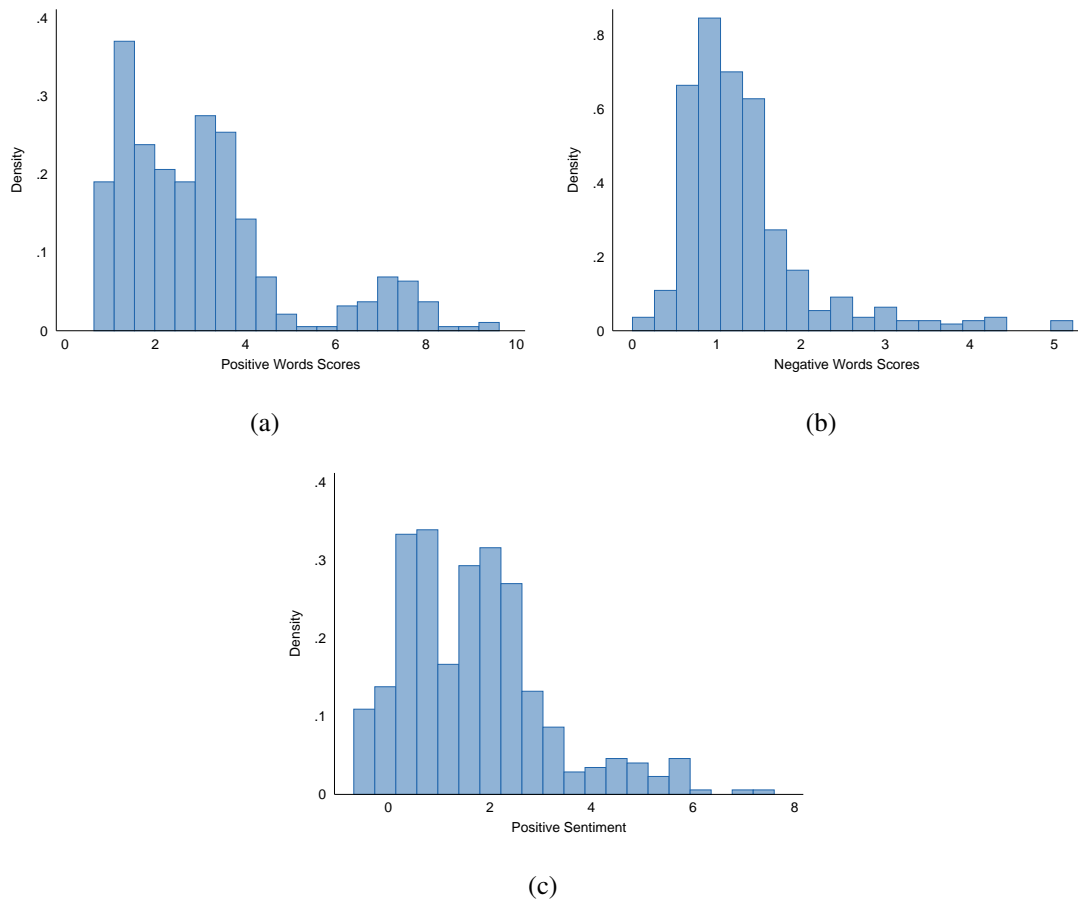 .4
.3
.2
.1
0
Density
0 2 4 6 8 10
Positive Words Scores
(a)
.8
.6
.4
.2
0
Density
0 1 2 3 4 5
Negative Words Scores
(b)
.4
.3
.2
.1
0
Density
0 2 4 6 8
Positive Sentiment
(c)